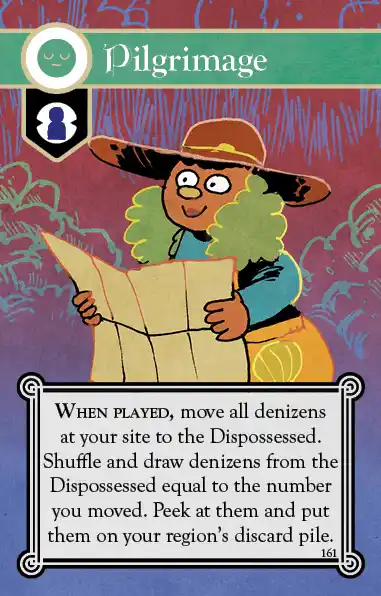 Pilgrimage
WHEN PLAYED, move all denizens
at your site to the Dispossessed.
Shuffle and draw denizens from the
Dispossessed equal to the number
you moved. Peek at them and put
them on your region's discard pile.
161